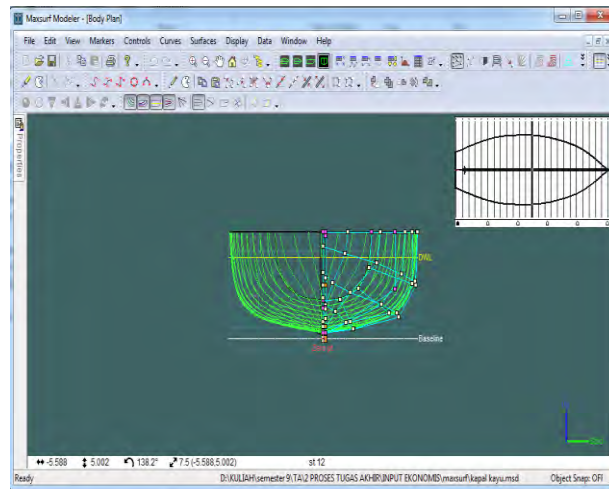 Maxsurf Modeler - [Body Plan]
File Edit View Markers Controls Curves Surfaces Display Data Window Help
Properties
DWL
Baseline
-5.588 5.002 138.2° 7.5 (-5.588,5.002) st 12
Ready D:\KULIAH\semester 9\TA\2 PROSES TUGAS AKHIR\INPUT EKONOMIS\maxsurf\kapal kayu.msd Object Snap: OFF